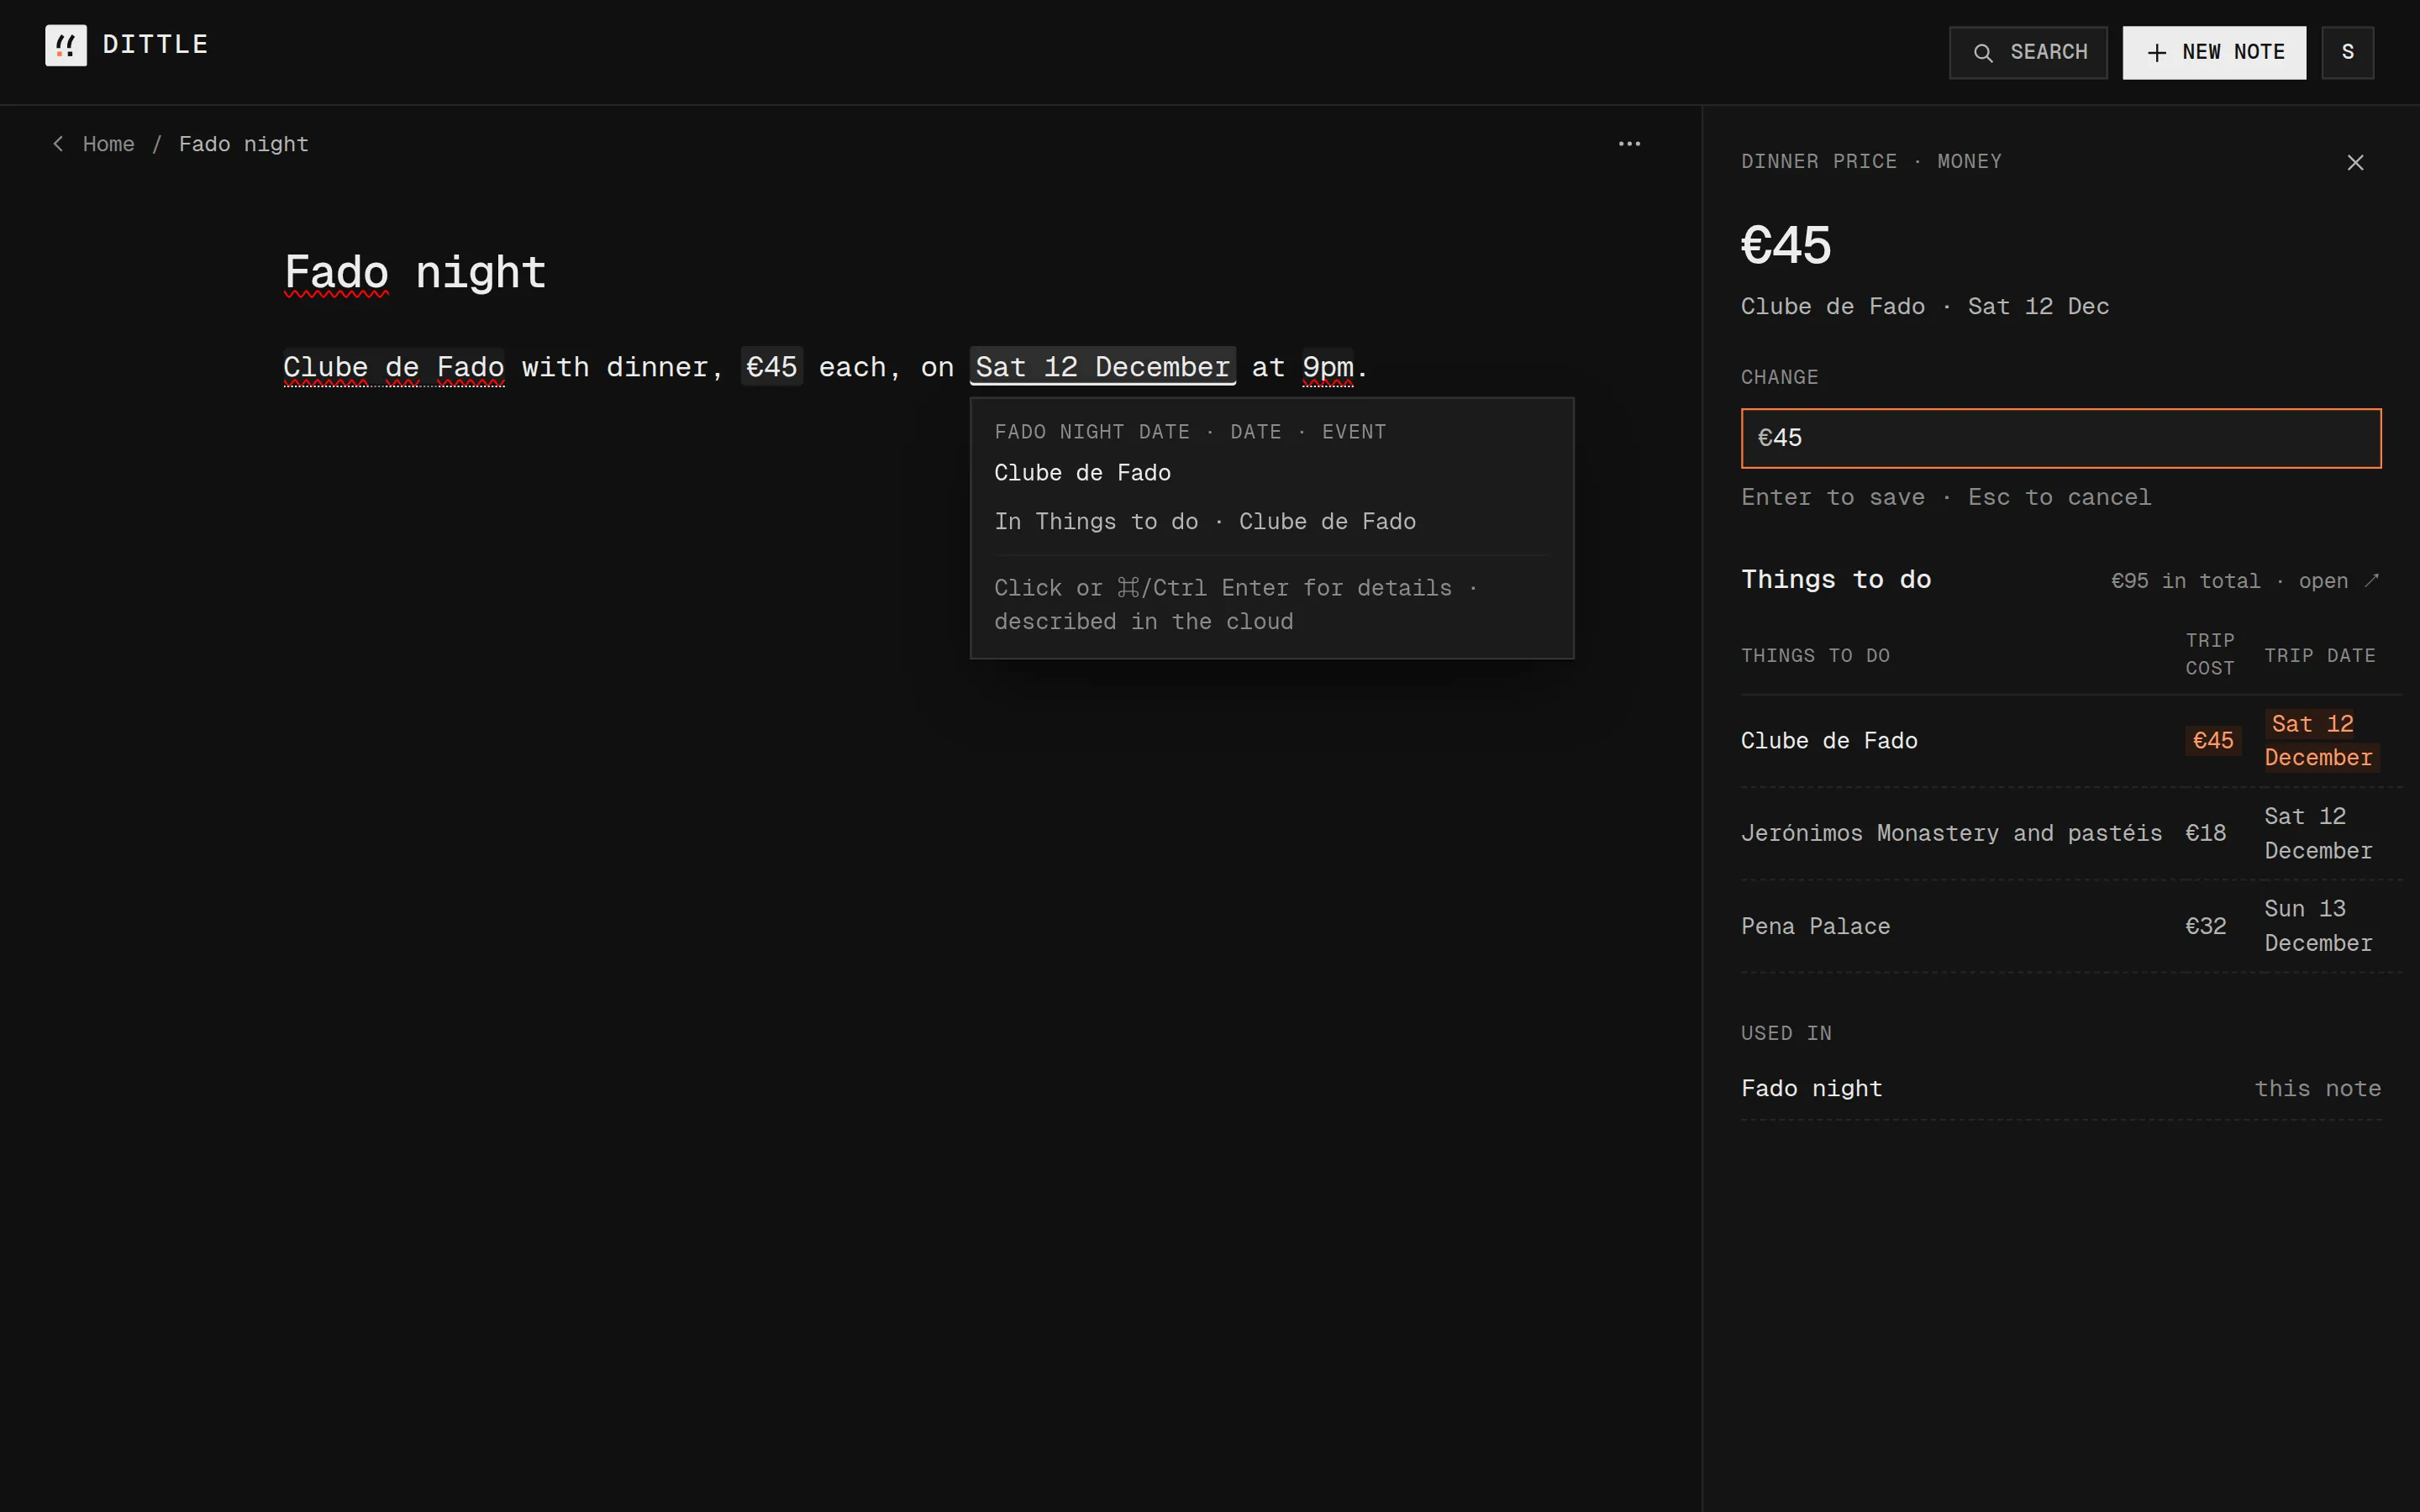 DITTLE
SEARCH
+ NEW NOTE
S
Home / Fado night
···
Fado night
Clube de Fado with dinner, €45 each, on Sat 12 December at 9pm.
FADO NIGHT DATE · DATE · EVENT
Clube de Fado
In Things to do · Clube de Fado
Click or ⌘/Ctrl Enter for details ·
described in the cloud
DINNER PRICE · MONEY
€45
Clube de Fado · Sat 12 Dec
CHANGE
€45
Enter to save · Esc to cancel
Things to do
€95 in total · open ↗
THINGS TO DO
TRIP
COST
TRIP DATE
Clube de Fado
€45
Sat 12
December
Jerónimos Monastery and pastéis
€18
Sat 12
December
Pena Palace
€32
Sun 13
December
USED IN
Fado night
this note